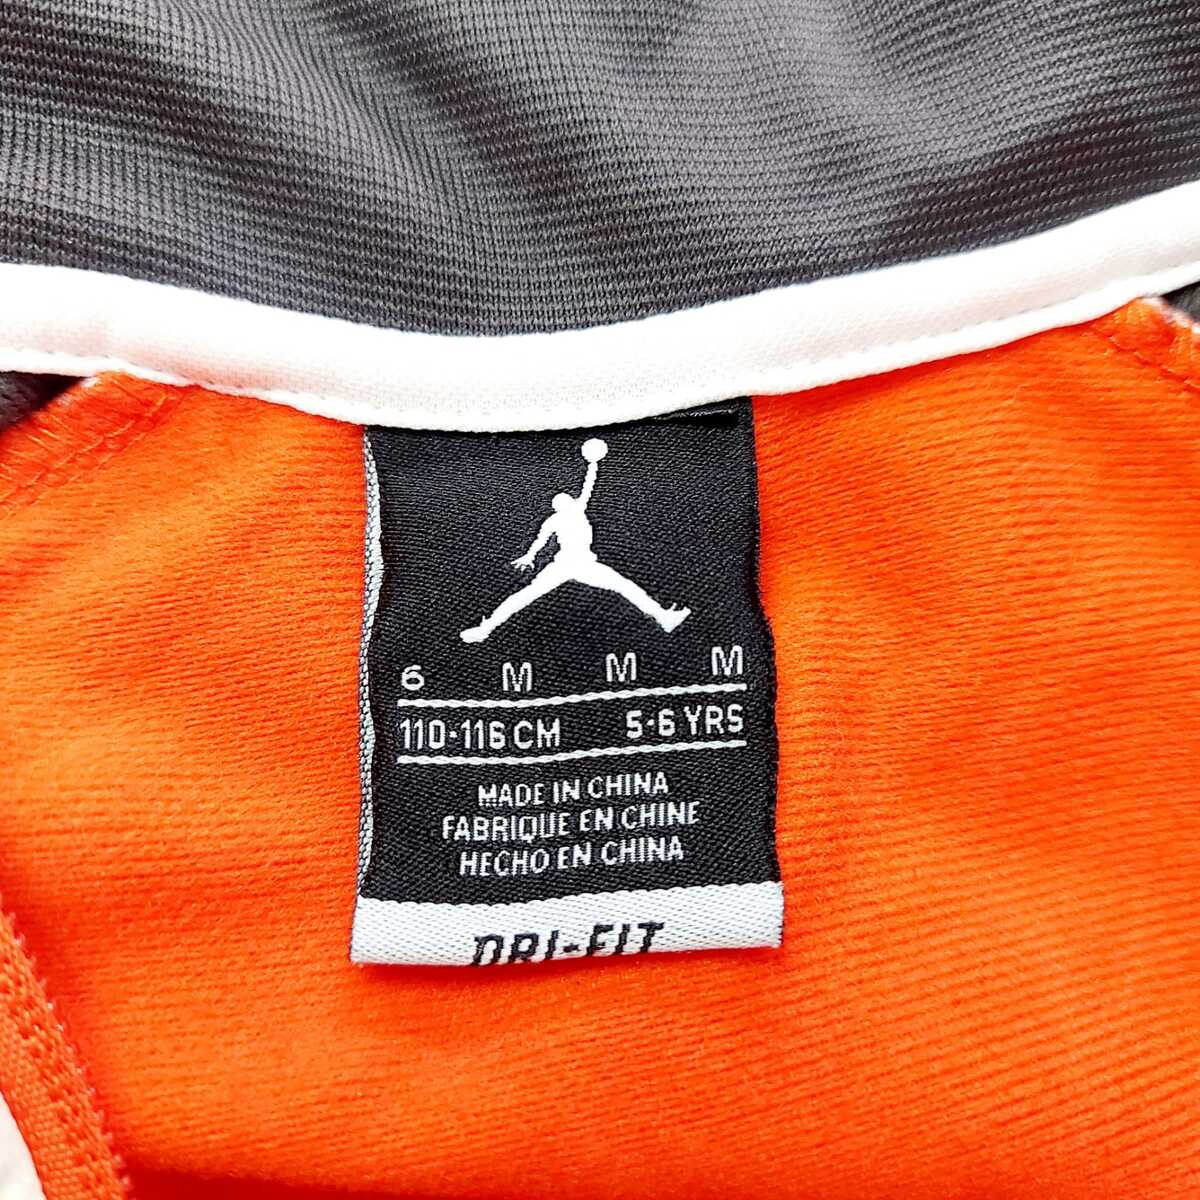 6 M M M
110-116 CM 5-6 YRS
MADE IN CHINA
FABRIQUE EN CHINE
HECHO EN CHINA
DRI-FIT